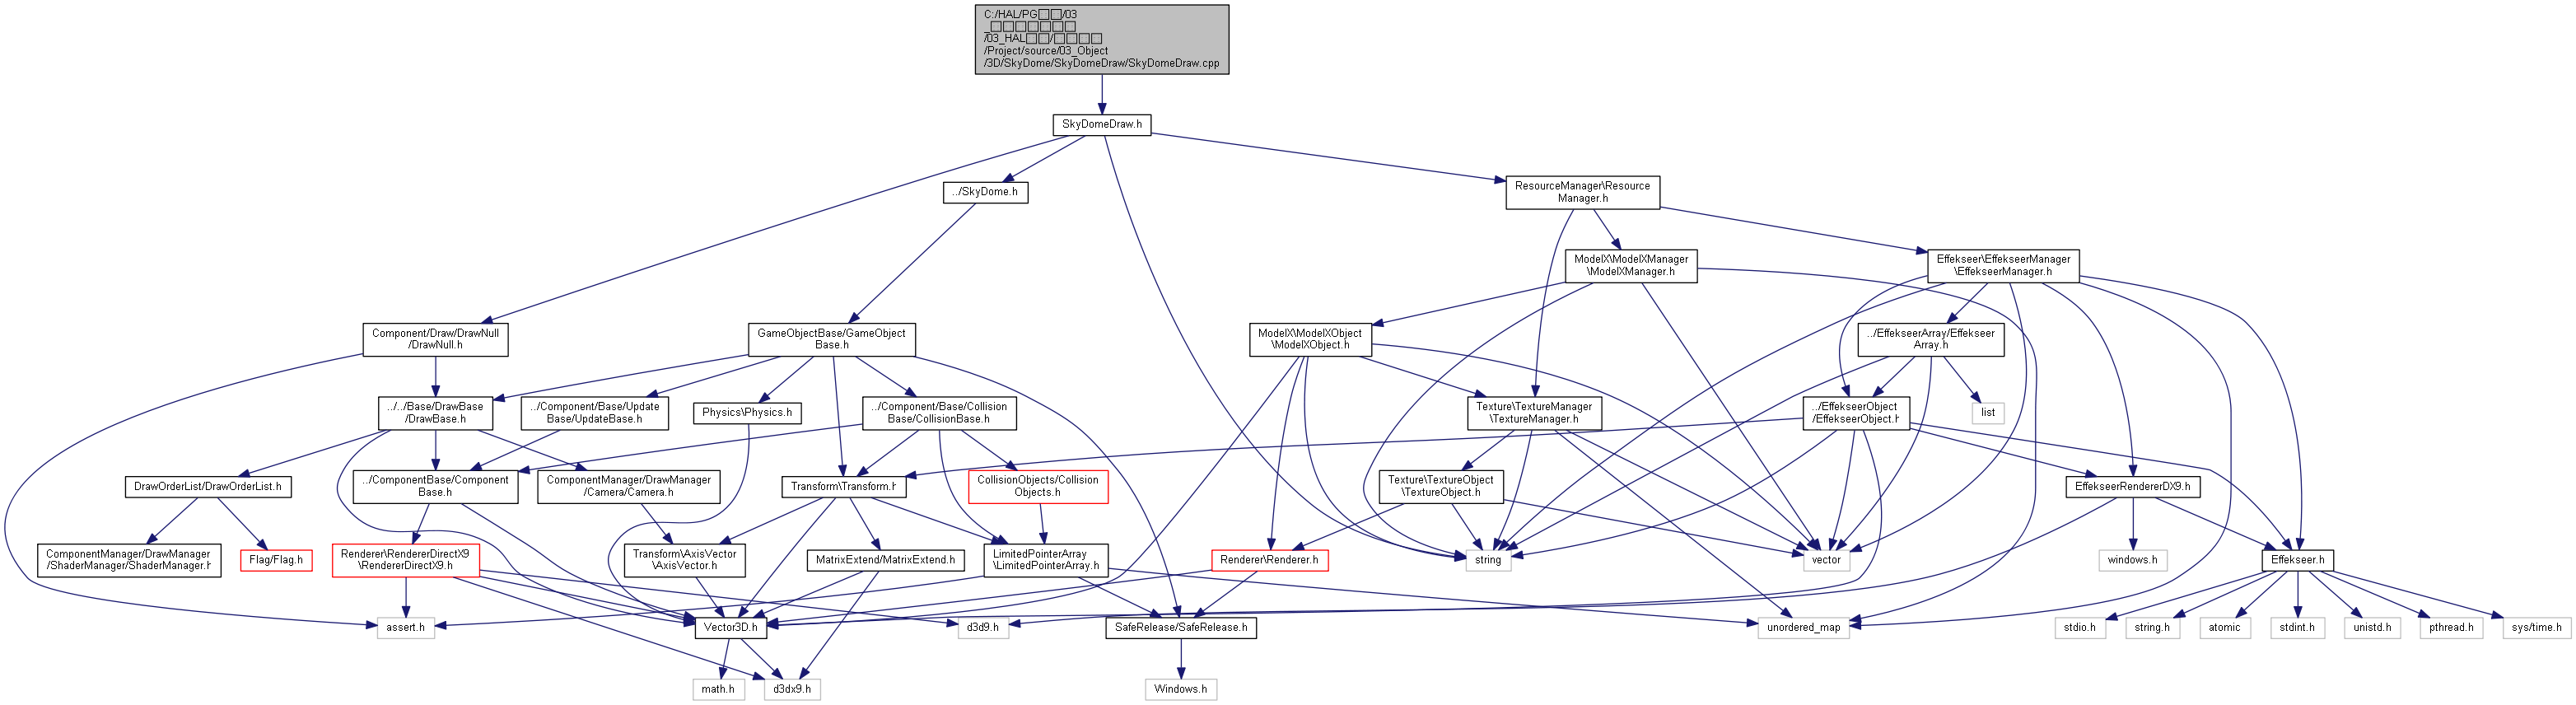 C:/HAL/PG□□/03
_□□□□□□□
/03_HAL□□/□□□□
/Project/source/03_Object
/3D/SkyDome/SkyDomeDraw/SkyDomeDraw.cpp
SkyDomeDraw.h
../SkyDome.h
ResourceManager\Resource
Manager.h
ModelX\ModelXManager
\ModelXManager.h
Effekseer\EffekseerManager
\EffekseerManager.h
Component/Draw/DrawNull
/DrawNull.h
GameObjectBase/GameObject
Base.h
ModelX\ModelXObject
\ModelXObject.h
../EffekseerArray/Effekseer
Array.h
../../Base/DrawBase
/DrawBase.h
../Component/Base/Update
Base/UpdateBase.h
Physics\Physics.h
../Component/Base/Collision
Base/CollisionBase.h
Texture\TextureManager
\TextureManager.h
../EffekseerObject
/EffekseerObject.h
list
DrawOrderList/DrawOrderList.h
../ComponentBase/Component
Base.h
ComponentManager/DrawManager
/Camera/Camera.h
Transform\Transform.h
CollisionObjects/Collision
Objects.h
Texture\TextureObject
\TextureObject.h
EffekseerRendererDX9.h
ComponentManager/DrawManager
/ShaderManager/ShaderManager.h
Flag/Flag.h
Renderer\RendererDirectX9
\RendererDirectX9.h
Transform\AxisVector
\AxisVector.h
MatrixExtend/MatrixExtend.h
LimitedPointerArray
\LimitedPointerArray.h
Renderer\Renderer.h
string
vector
windows.h
Effekseer.h
assert.h
Vector3D.h
d3d9.h
SafeRelease/SafeRelease.h
unordered_map
stdio.h
string.h
atomic
stdint.h
unistd.h
pthread.h
sys/time.h
math.h
d3dx9.h
Windows.h